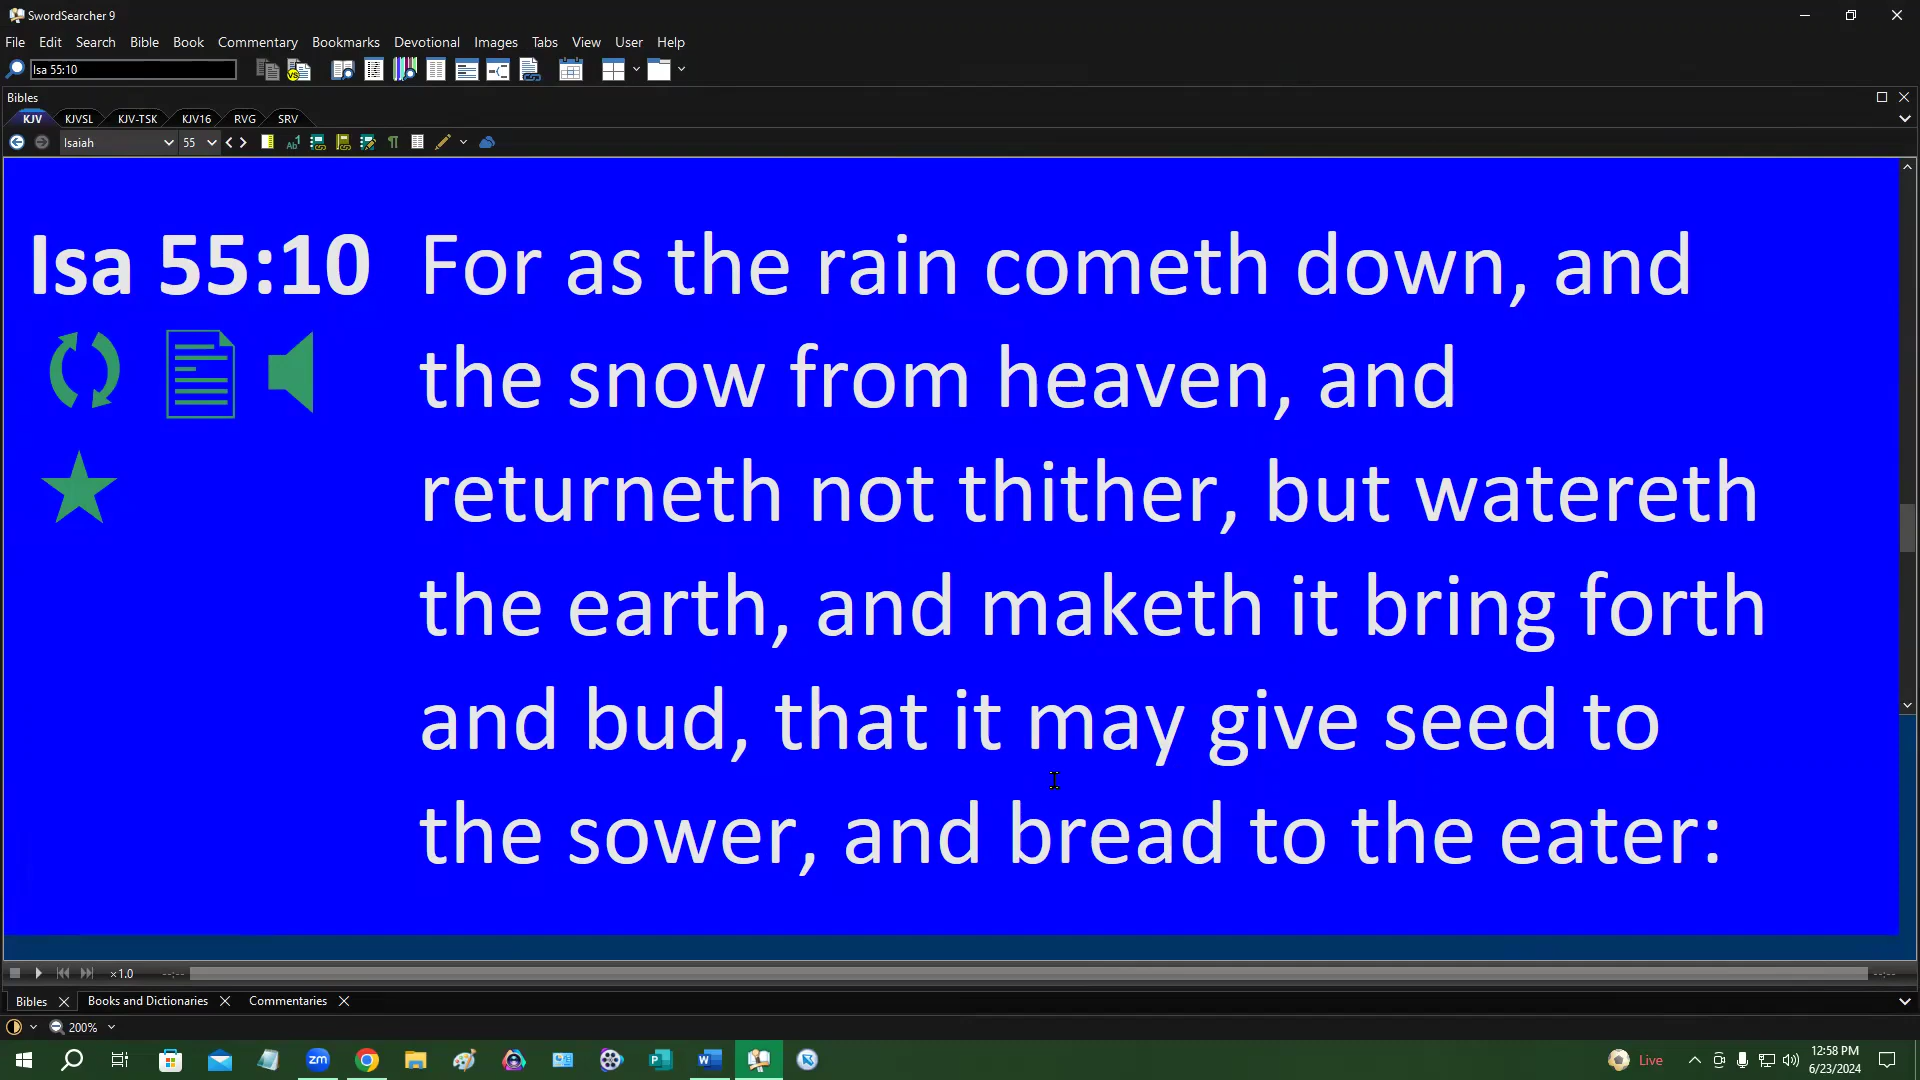 SwordSearcher 9
File Edit Search Bible Book Commentary Bookmarks Devotional Images Tabs View User Help
Isa 55:10
Bibles
KJV KJVSL KJV-TSK KJV16 RVG SRV
Isaiah 55
Isa 55:10 For as the rain cometh down, and
the snow from heaven, and
returneth not thither, but watereth
the earth, and maketh it bring forth
and bud, that it may give seed to
the sower, and bread to the eater:
×1.0 --:-- --:--
Bibles Books and Dictionaries Commentaries
200%
zm Live 12:58 PM
6/23/2024